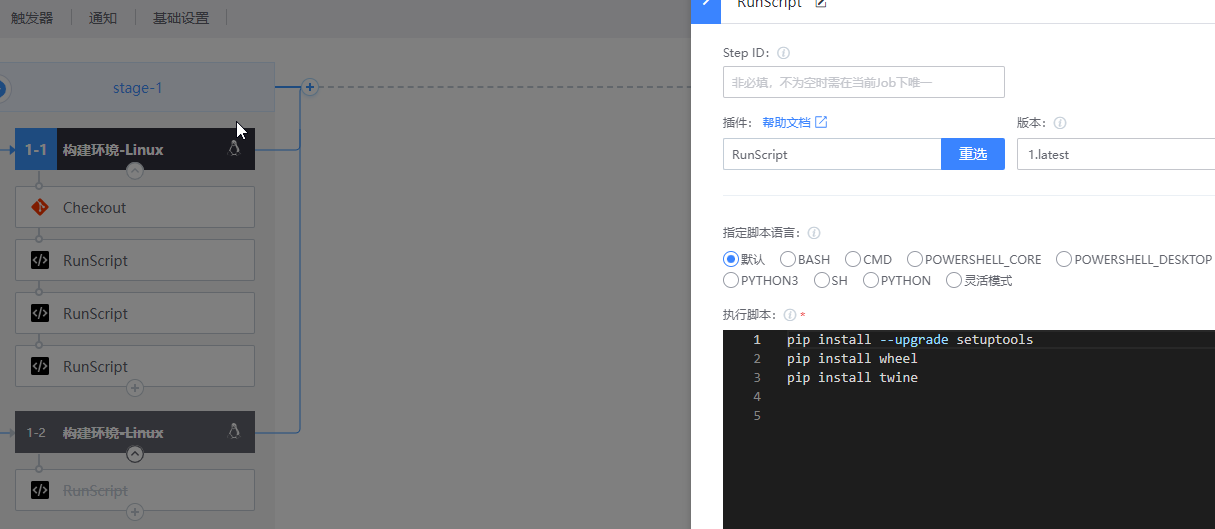 触发器
通知
基础设置
stage-1
1-1 构建环境-Linux
Checkout
RunScript
RunScript
RunScript
1-2 构建环境-Linux
RunScript
RunScript
Step ID:
非必填，不为空时需在当前Job下唯一
插件: 帮助文档
版本:
RunScript 重选
1.latest
指定脚本语言:
默认 BASH CMD POWERSHELL_CORE POWERSHELL_DESKTOP
PYTHON3 SH PYTHON 灵活模式
执行脚本: *
1 pip install --upgrade setuptools
2 pip install wheel
3 pip install twine
4
5